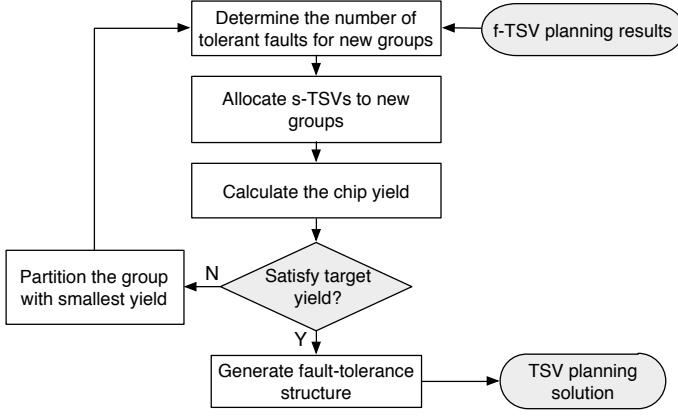 Determine the number of
tolerant faults for new groups
f-TSV planning results
Allocate s-TSVs to new
groups
Calculate the chip yield
Satisfy target
yield?
N
Partition the group
with smallest yield
Y
Generate fault-tolerance
structure
TSV planning
solution